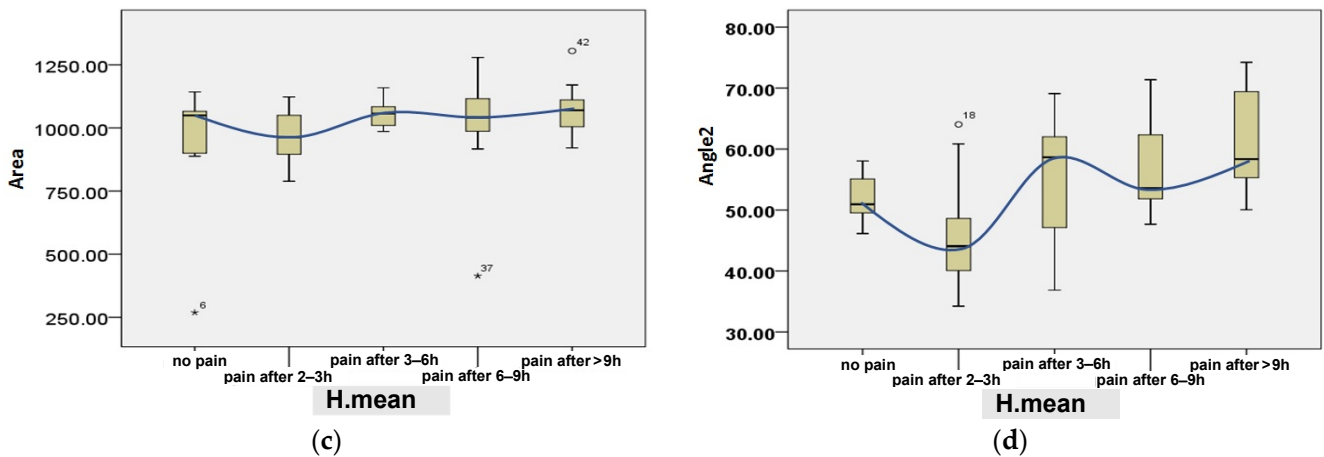 Area
1250.00
1000.00
750.00
500.00
250.00
42
37
6
no pain
pain after 2–3h
pain after 3–6h
pain after 6–9h
pain after >9h
H.mean
(c)
Angle2
80.00
70.00
60.00
50.00
40.00
30.00
18
no pain
pain after 2–3h
pain after 3–6h
pain after 6–9h
pain after >9h
H.mean
(d)